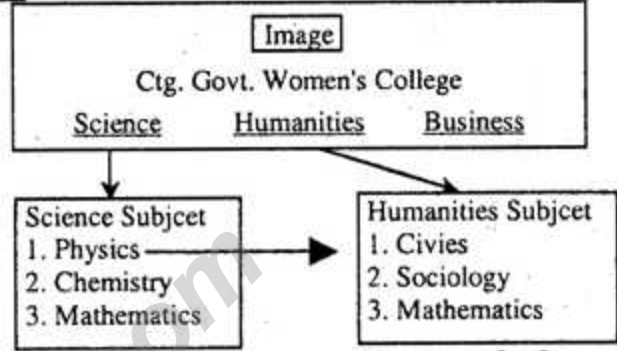 Image
Ctg. Govt. Women's College
Science Humanities Business
Science Subjcet
1. Physics
2. Chemistry
3. Mathematics
Humanities Subjcet
1. Civies
2. Sociology
3. Mathematics
om